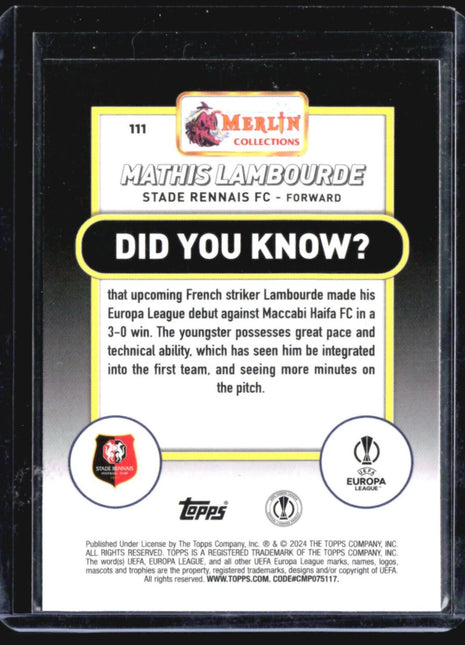 111
MERLIN
COLLECTIONS
MATHIS LAMBOURDE
STADE RENNAIS FC - FORWARD
DID YOU KNOW?
that upcoming French striker Lambourde made his
Europa League debut against Maccabi Haifa FC in a
3-0 win. The youngster possesses great pace and
technical ability, which has seen him be integrated
into the first team, and seeing more minutes on
the pitch.
STADE RENNAIS
FOOTBALL CLUB
UEFA
EUROPA
LEAGUE™
Topps
Published Under License by The Topps Company, Inc. ® & © 2024 THE TOPPS COMPANY, INC.
ALL RIGHTS RESERVED. TOPPS IS A REGISTERED TRADEMARK OF THE TOPPS COMPANY, INC.
The word(s) UEFA, EUROPA LEAGUE, and all other UEFA Europa League marks, names, logos,
mascots and trophies are the property, registered trademarks, designs and/or copyright of UEFA.
All rights reserved. WWW.TOPPS.COM. CODE#CMP075117.